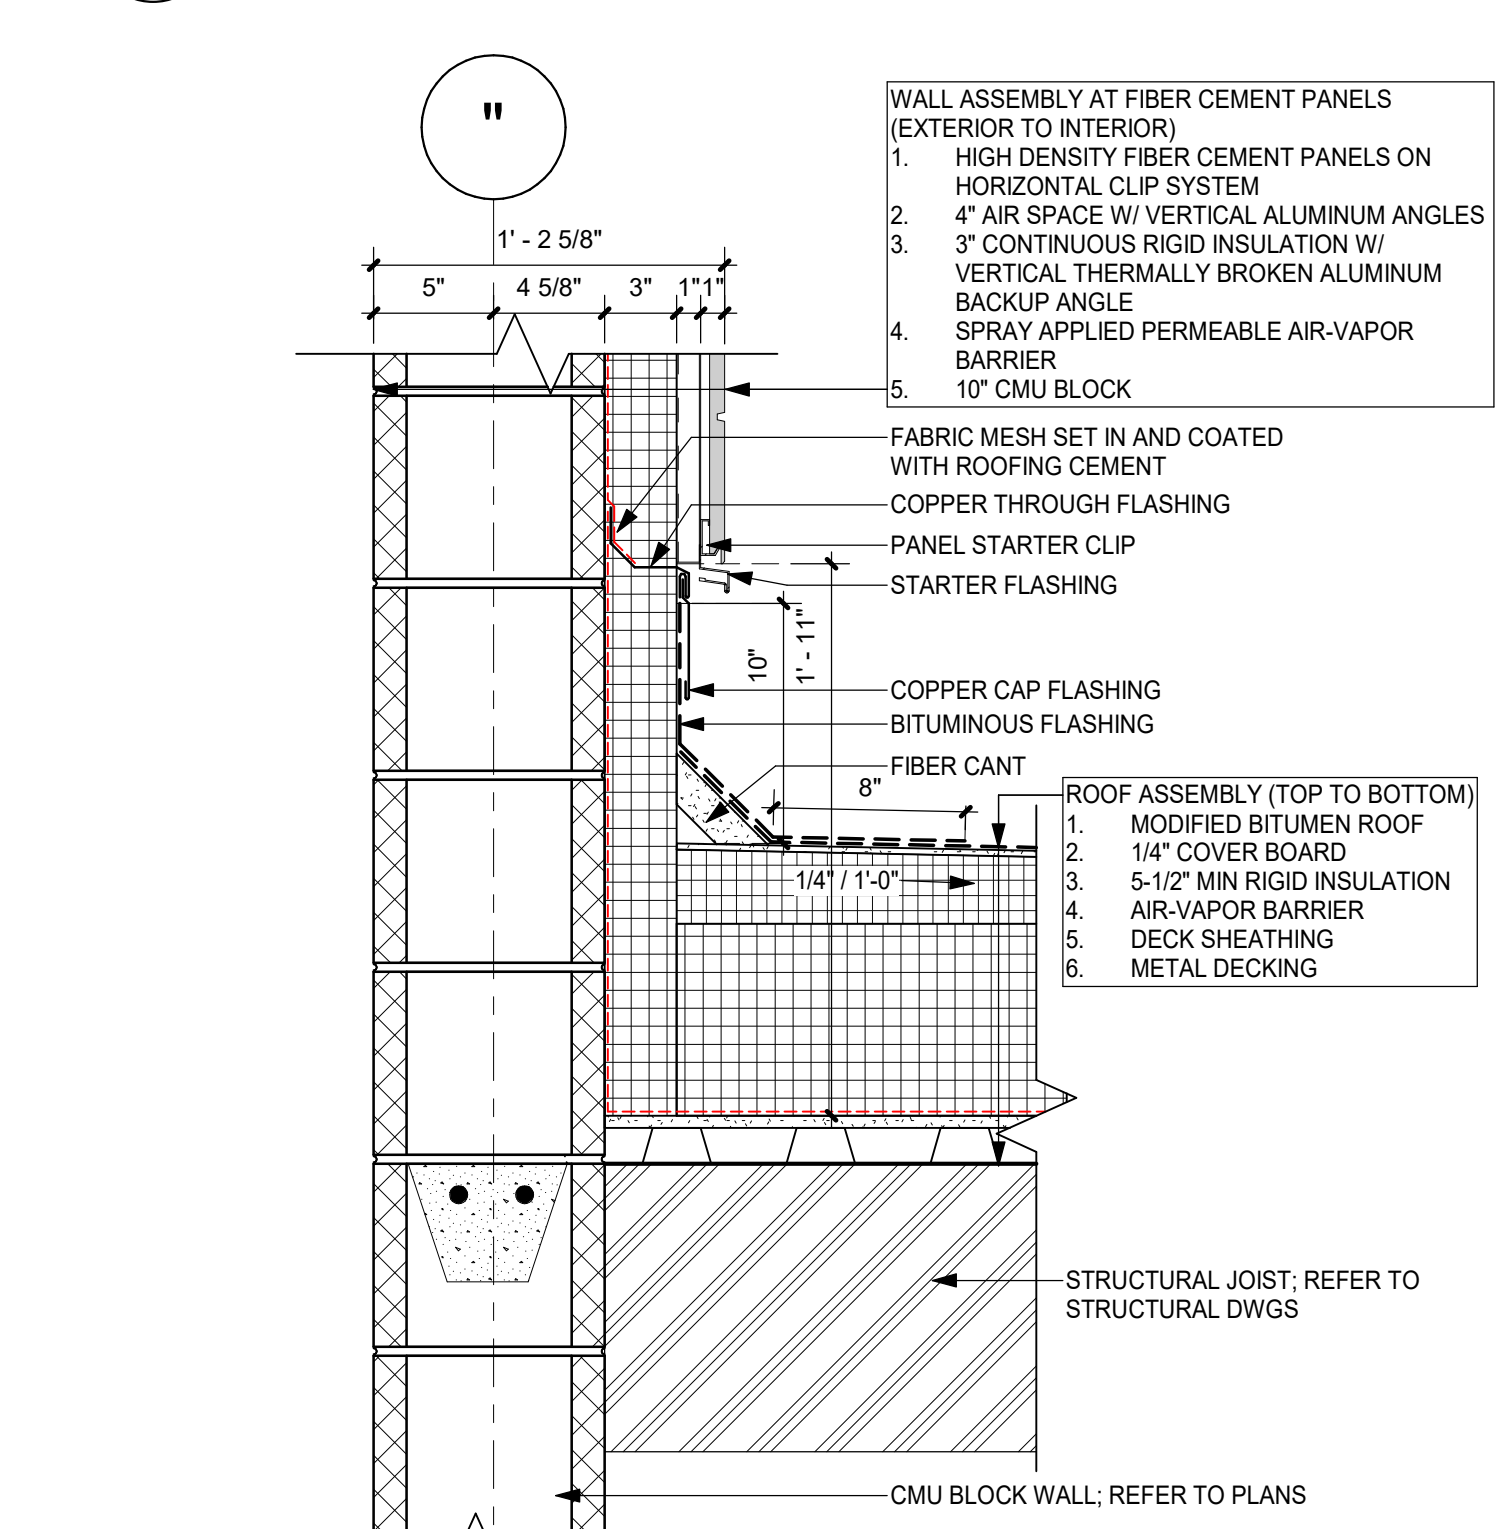 "
1' - 2 5/8"
5" 4 5/8" 3" 1" 1"
WALL ASSEMBLY AT FIBER CEMENT PANELS
(EXTERIOR TO INTERIOR)
1. HIGH DENSITY FIBER CEMENT PANELS ON
HORIZONTAL CLIP SYSTEM
2. 4" AIR SPACE W/ VERTICAL ALUMINUM ANGLES
3. 3" CONTINUOUS RIGID INSULATION W/
VERTICAL THERMALLY BROKEN ALUMINUM
BACKUP ANGLE
4. SPRAY APPLIED PERMEABLE AIR-VAPOR
BARRIER
5. 10" CMU BLOCK
FABRIC MESH SET IN AND COATED
WITH ROOFING CEMENT
COPPER THROUGH FLASHING
PANEL STARTER CLIP
STARTER FLASHING
10"
1' - 11"
COPPER CAP FLASHING
BITUMINOUS FLASHING
FIBER CANT
8"
ROOF ASSEMBLY (TOP TO BOTTOM)
1. MODIFIED BITUMEN ROOF
2. 1/4" COVER BOARD
3. 5-1/2" MIN RIGID INSULATION
4. AIR-VAPOR BARRIER
5. DECK SHEATHING
6. METAL DECKING
1/4" / 1'-0"
STRUCTURAL JOIST; REFER TO
STRUCTURAL DWGS
CMU BLOCK WALL; REFER TO PLANS